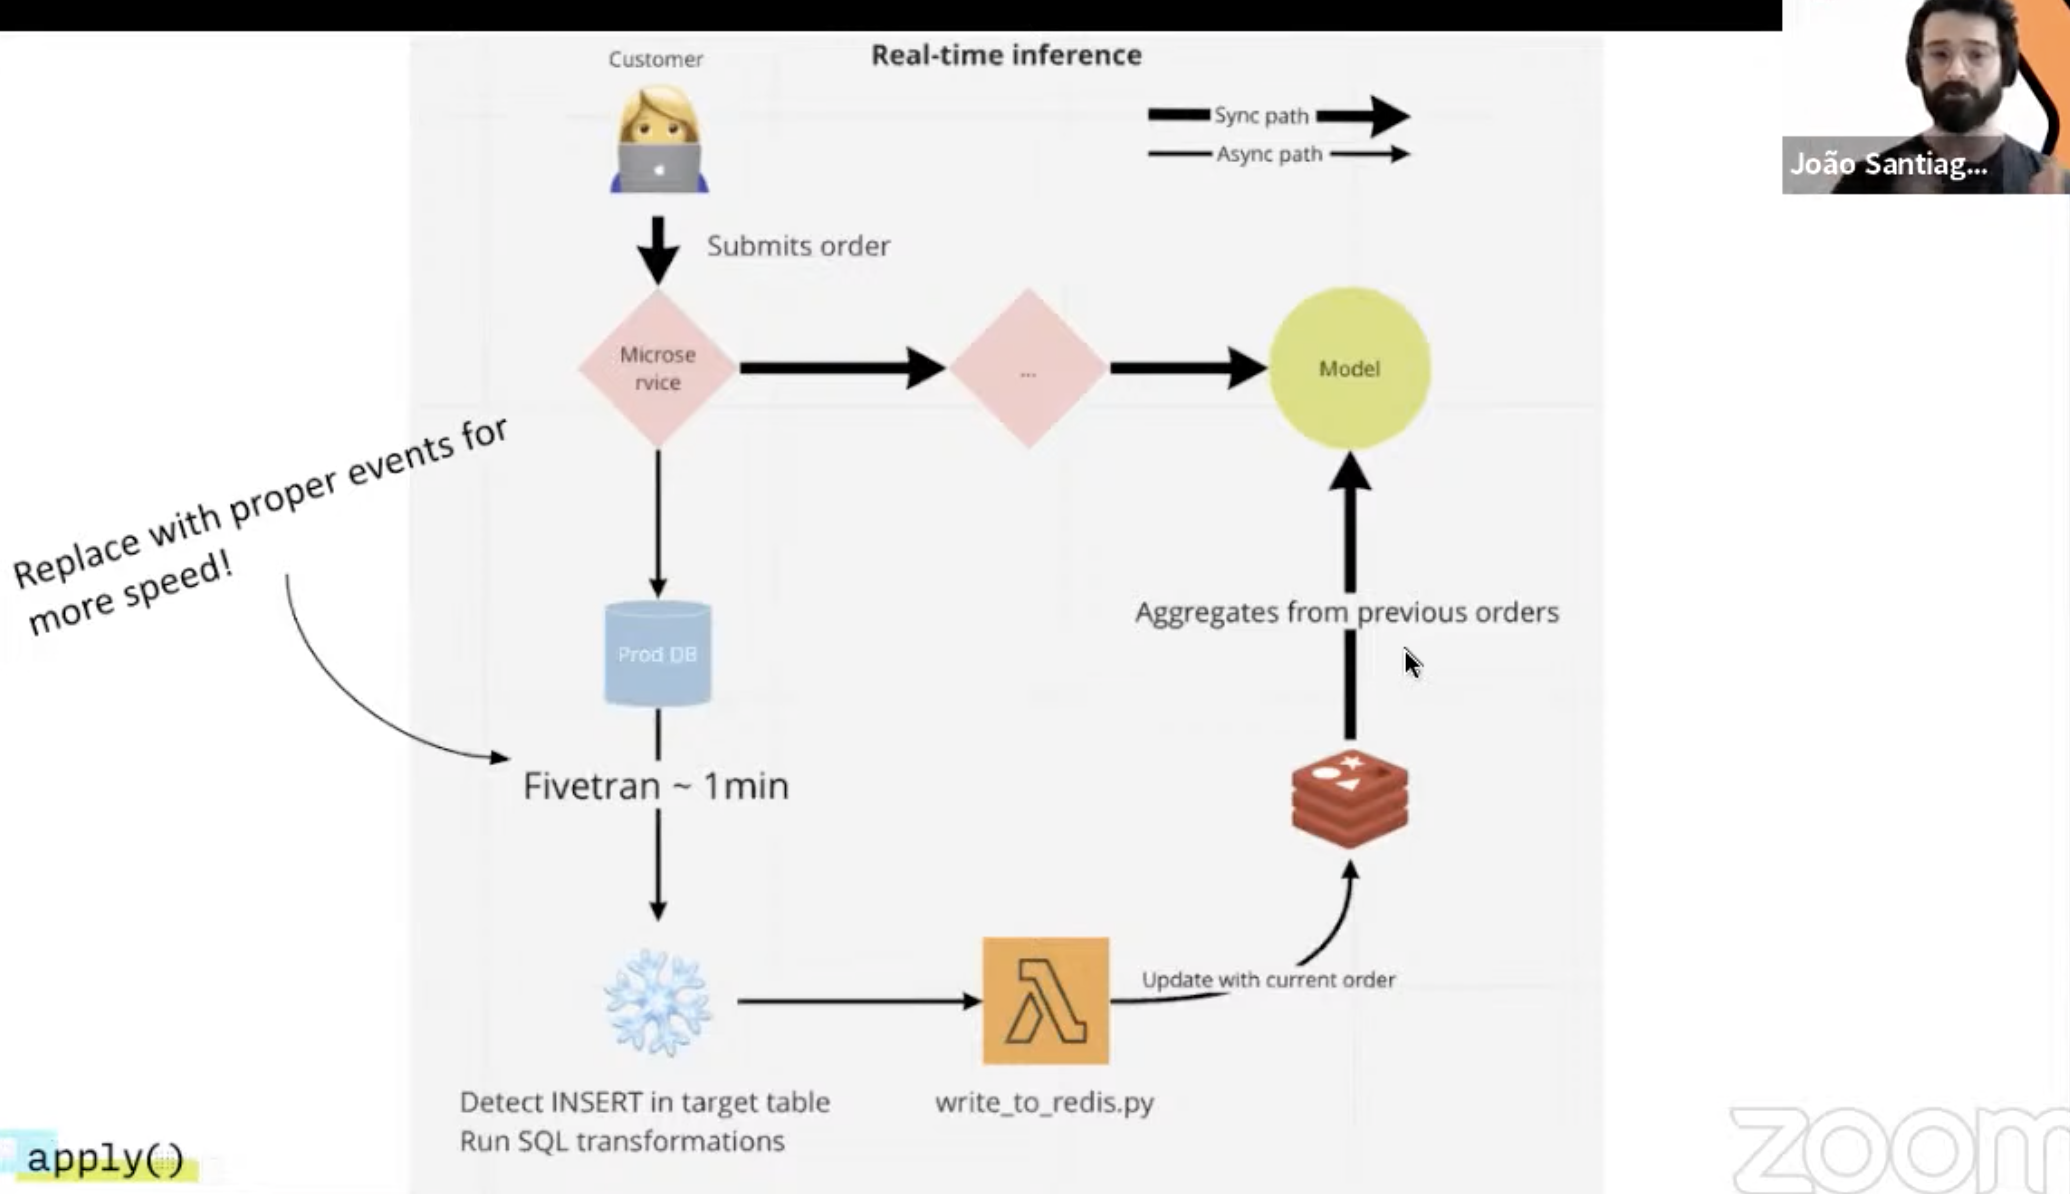 Customer
Real-time inference
Sync path
Async path
João Santiag...
Submits order
Microse
rvice
...
Model
Replace with proper events for
more speed!
Aggregates from previous orders
Prod DB
Fivetran ~ 1min
Update with current order
Detect INSERT in target table
Run SQL transformations
write_to_redis.py
apply()
zoom